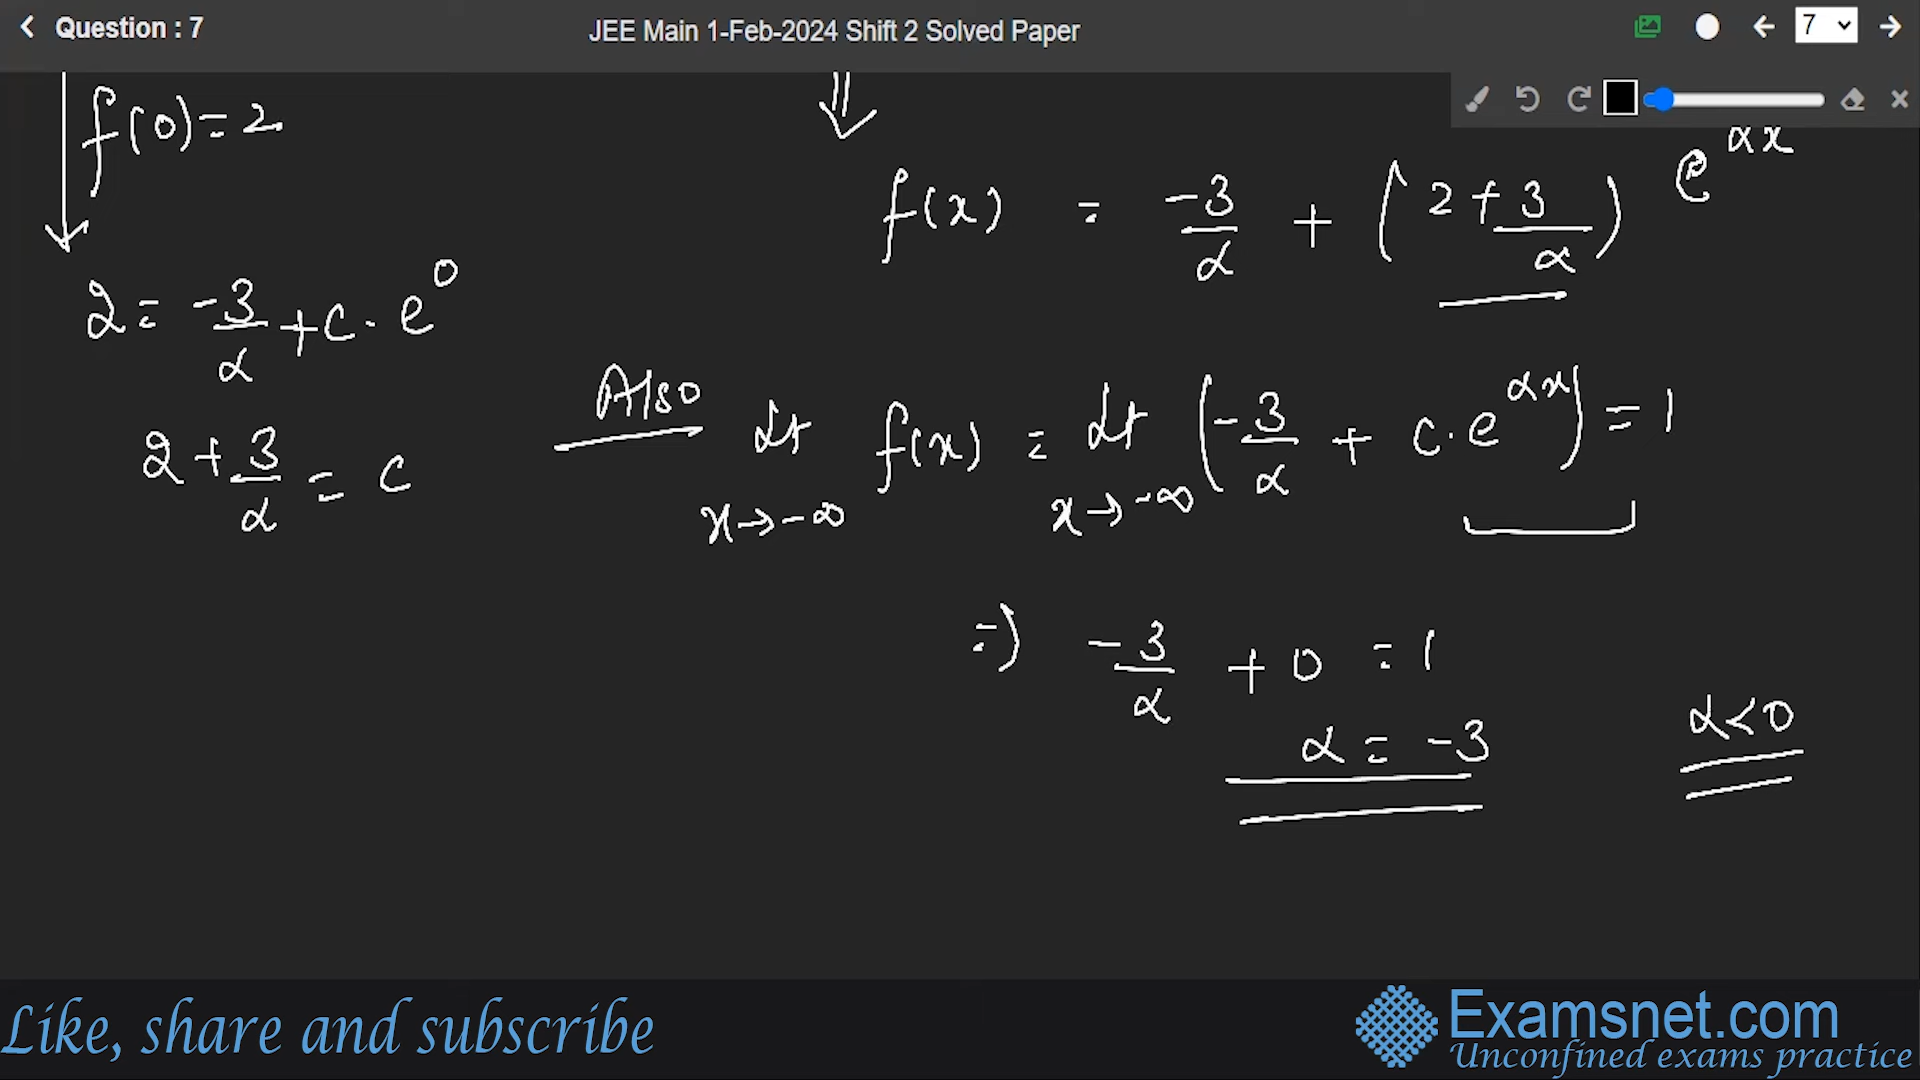 Question : 7
JEE Main 1-Feb-2024 Shift 2 Solved Paper
7
f(0)=2
⇓
f(x) = -3/α + (2+3/α) e^αx
2 = -3/α + c · e^0
2 + 3/α = c
Also
Lt x→-∞ f(x) = Lt x→-∞ (-3/α + c · e^αx) = 1
⇒ -3/α + 0 = 1
α = -3
α<0
Like, share and subscribe
Examsnet.com
Unconfined exams practice